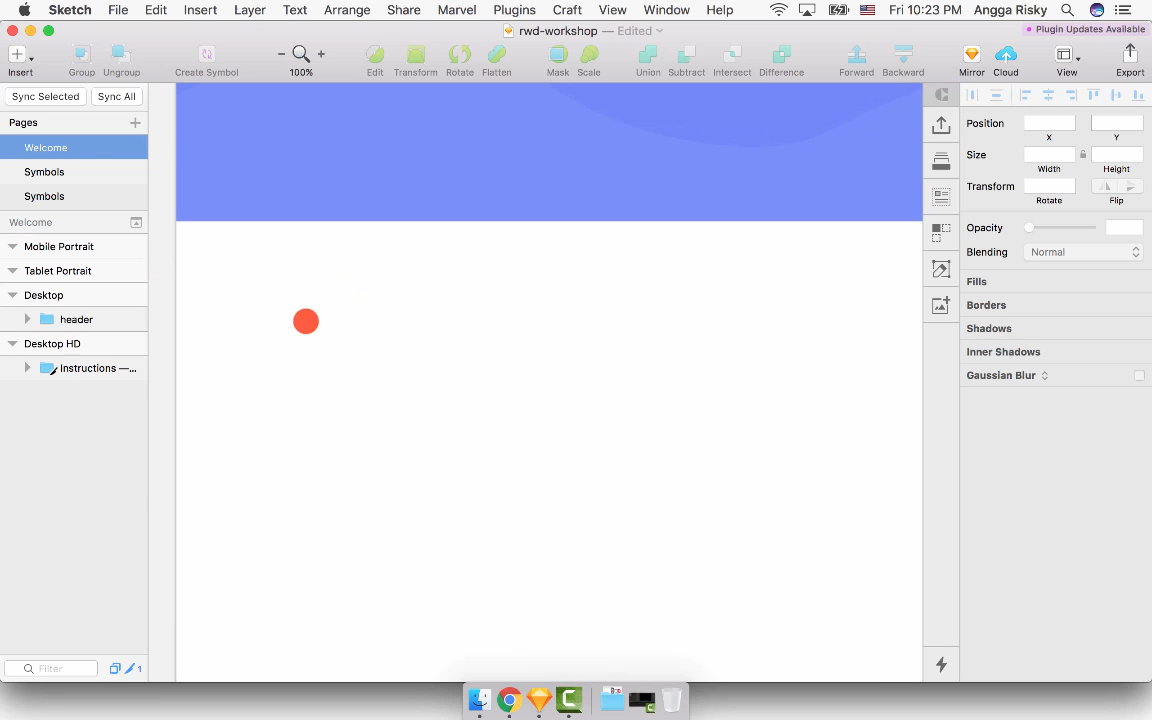 Sketch File Edit Insert Layer Text Arrange Share Marvel Plugins Craft View Window Help Fri 10:23 PM Angga Risky
rwd-workshop — Edited
Plugin Updates Available
Insert Group Ungroup Create Symbol 100% Edit Transform Rotate Flatten Mask Scale Union Subtract Intersect Difference Forward Backward Mirror Cloud View Export
Sync Selected Sync All
Pages
Welcome
Symbols
Symbols
Welcome
Mobile Portrait
Tablet Portrait
Desktop
header
Desktop HD
Instructions —...
Filter
1
Position
X Y
Size
Width Height
Transform
Rotate Flip
Opacity
Blending Normal
Fills
Borders
Shadows
Inner Shadows
Gaussian Blur